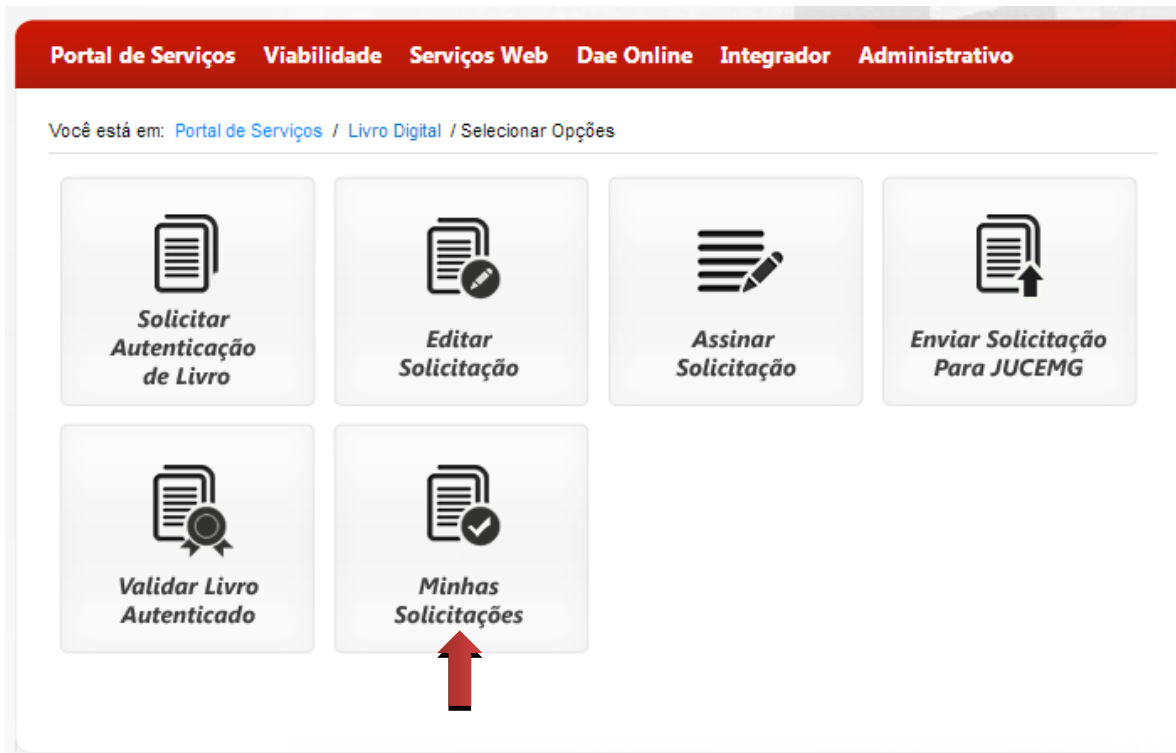 Portal de Serviços Viabilidade Serviços Web Dae Online Integrador Administrativo
Você está em: Portal de Serviços / Livro Digital / Selecionar Opções
Solicitar
Autenticação
de Livro
Editar
Solicitação
Assinar
Solicitação
Enviar Solicitação
Para JUCEMG
Validar Livro
Autenticado
Minhas
Solicitações